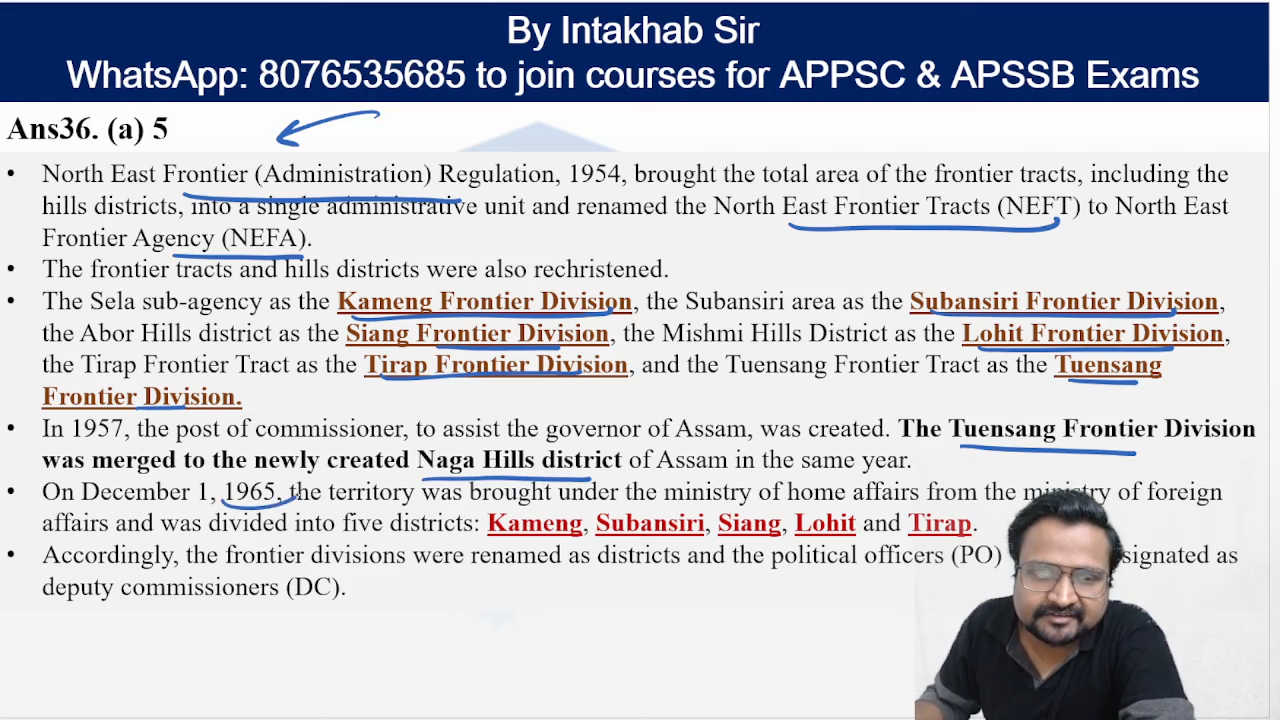 By Intakhab Sir
WhatsApp: 8076535685 to join courses for APPSC & APSSB Exams
Ans36. (a) 5
• North East Frontier (Administration) Regulation, 1954, brought the total area of the frontier tracts, including the
hills districts, into a single administrative unit and renamed the North East Frontier Tracts (NEFT) to North East
Frontier Agency (NEFA).
• The frontier tracts and hills districts were also rechristened.
• The Sela sub-agency as the Kameng Frontier Division, the Subansiri area as the Subansiri Frontier Division,
the Abor Hills district as the Siang Frontier Division, the Mishmi Hills District as the Lohit Frontier Division,
the Tirap Frontier Tract as the Tirap Frontier Division, and the Tuensang Frontier Tract as the Tuensang
Frontier Division.
• In 1957, the post of commissioner, to assist the governor of Assam, was created. The Tuensang Frontier Division
was merged to the newly created Naga Hills district of Assam in the same year.
• On December 1, 1965, the territory was brought under the ministry of home affairs from the ministry of foreign
affairs and was divided into five districts: Kameng, Subansiri, Siang, Lohit and Tirap.
• Accordingly, the frontier divisions were renamed as districts and the political officers (PO) signated as
deputy commissioners (DC).